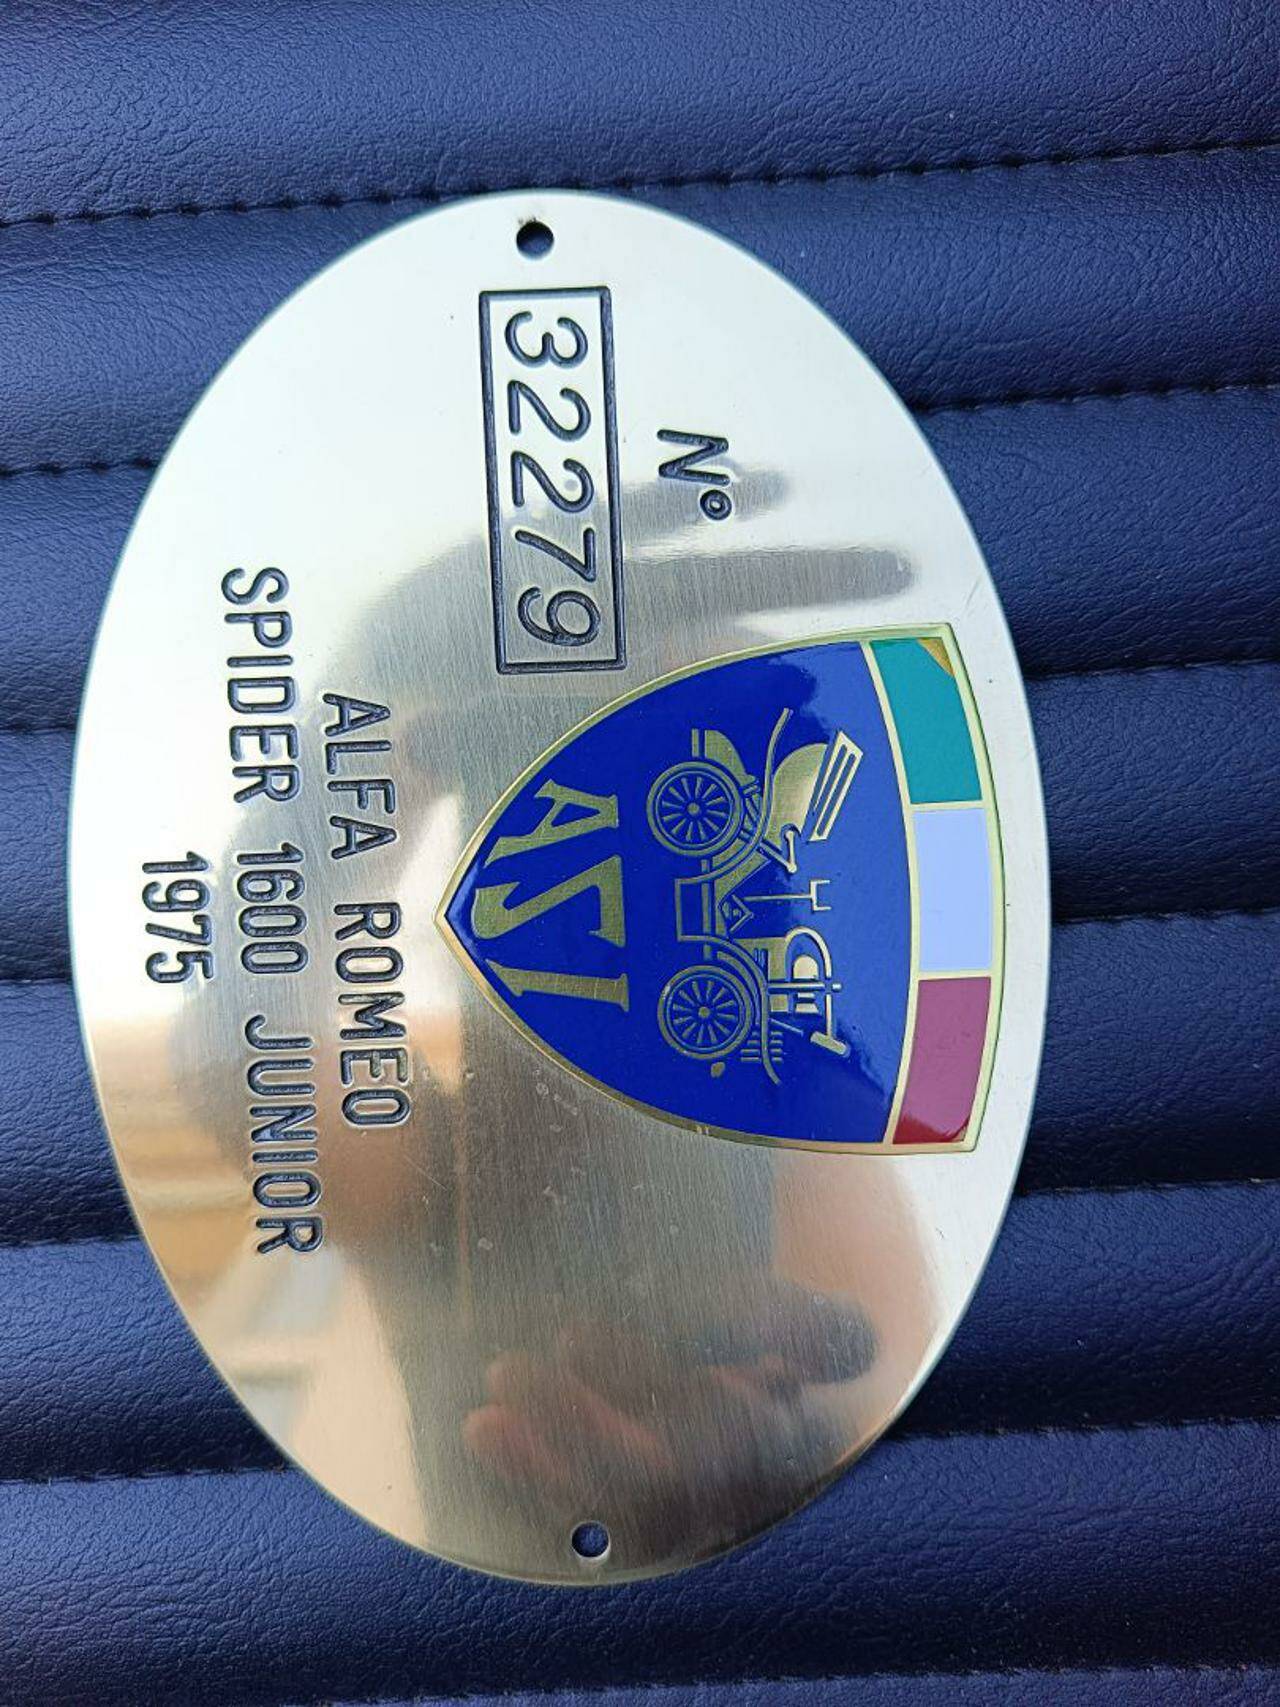 N°
32279
ASI
ALFA ROMEO
SPIDER 1600 JUNIOR
1975